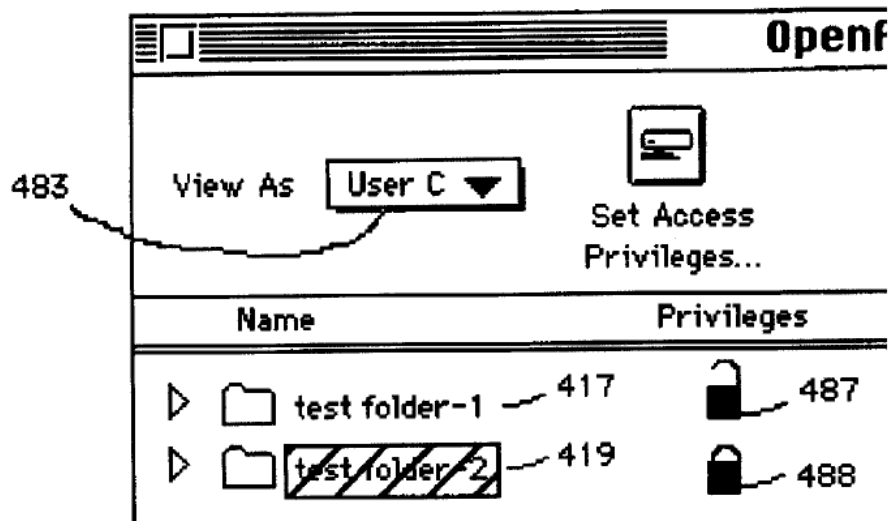 Openf
483 View As User C
Set Access
Privileges...
Name Privileges
test folder-1 417 487
test folder-2 419 488